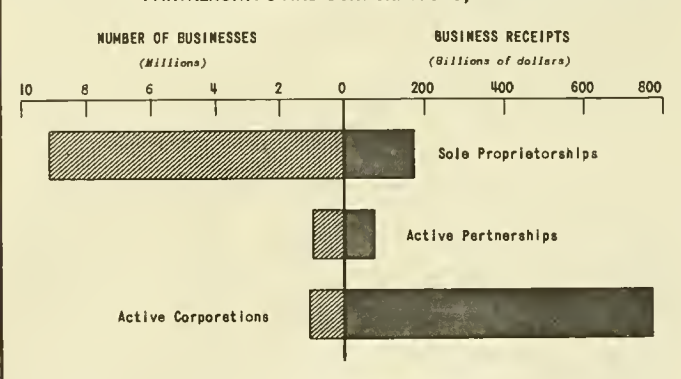 NUMBER OF BUSINESSES
(Millions)
BUSINESS RECEIPTS
(Billions of dollars)
10 8 6 4 2 0 200 400 600 800
Sole Proprietorships
Active Partnerships
Active Corporations